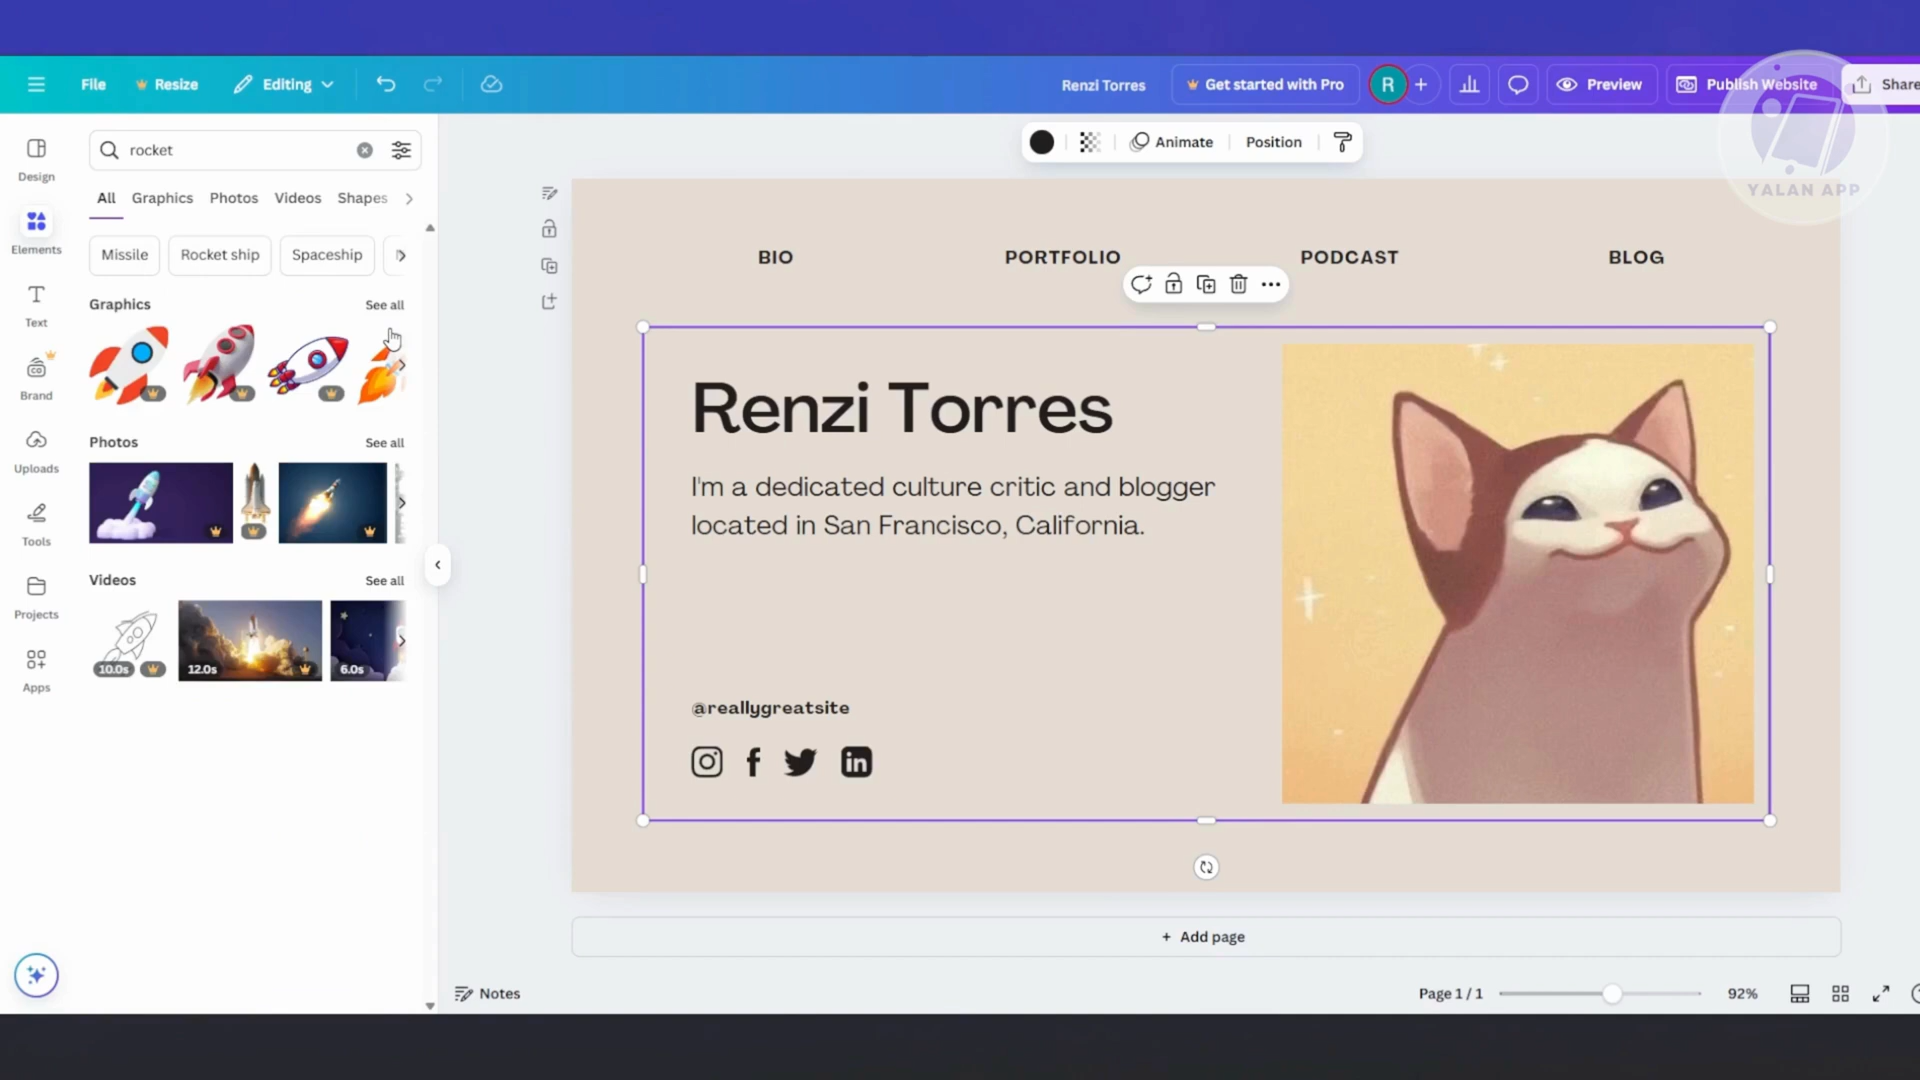 File
Resize
Editing
Renzi Torres
Get started with Pro
R
Preview
Publish Website
Share
YALAN APP
Design
Elements
Text
Brand
Uploads
Tools
Projects
Apps
rocket
All
Graphics
Photos
Videos
Shapes
Missile
Rocket ship
Spaceship
Graphics
See all
Photos
See all
Videos
See all
10.0s
12.0s
6.0s
Animate
Position
BIO
PORTFOLIO
PODCAST
BLOG
Renzi Torres
I'm a dedicated culture critic and blogger
located in San Francisco, California.
@reallygreatsite
+ Add page
Notes
Page 1 / 1
92%